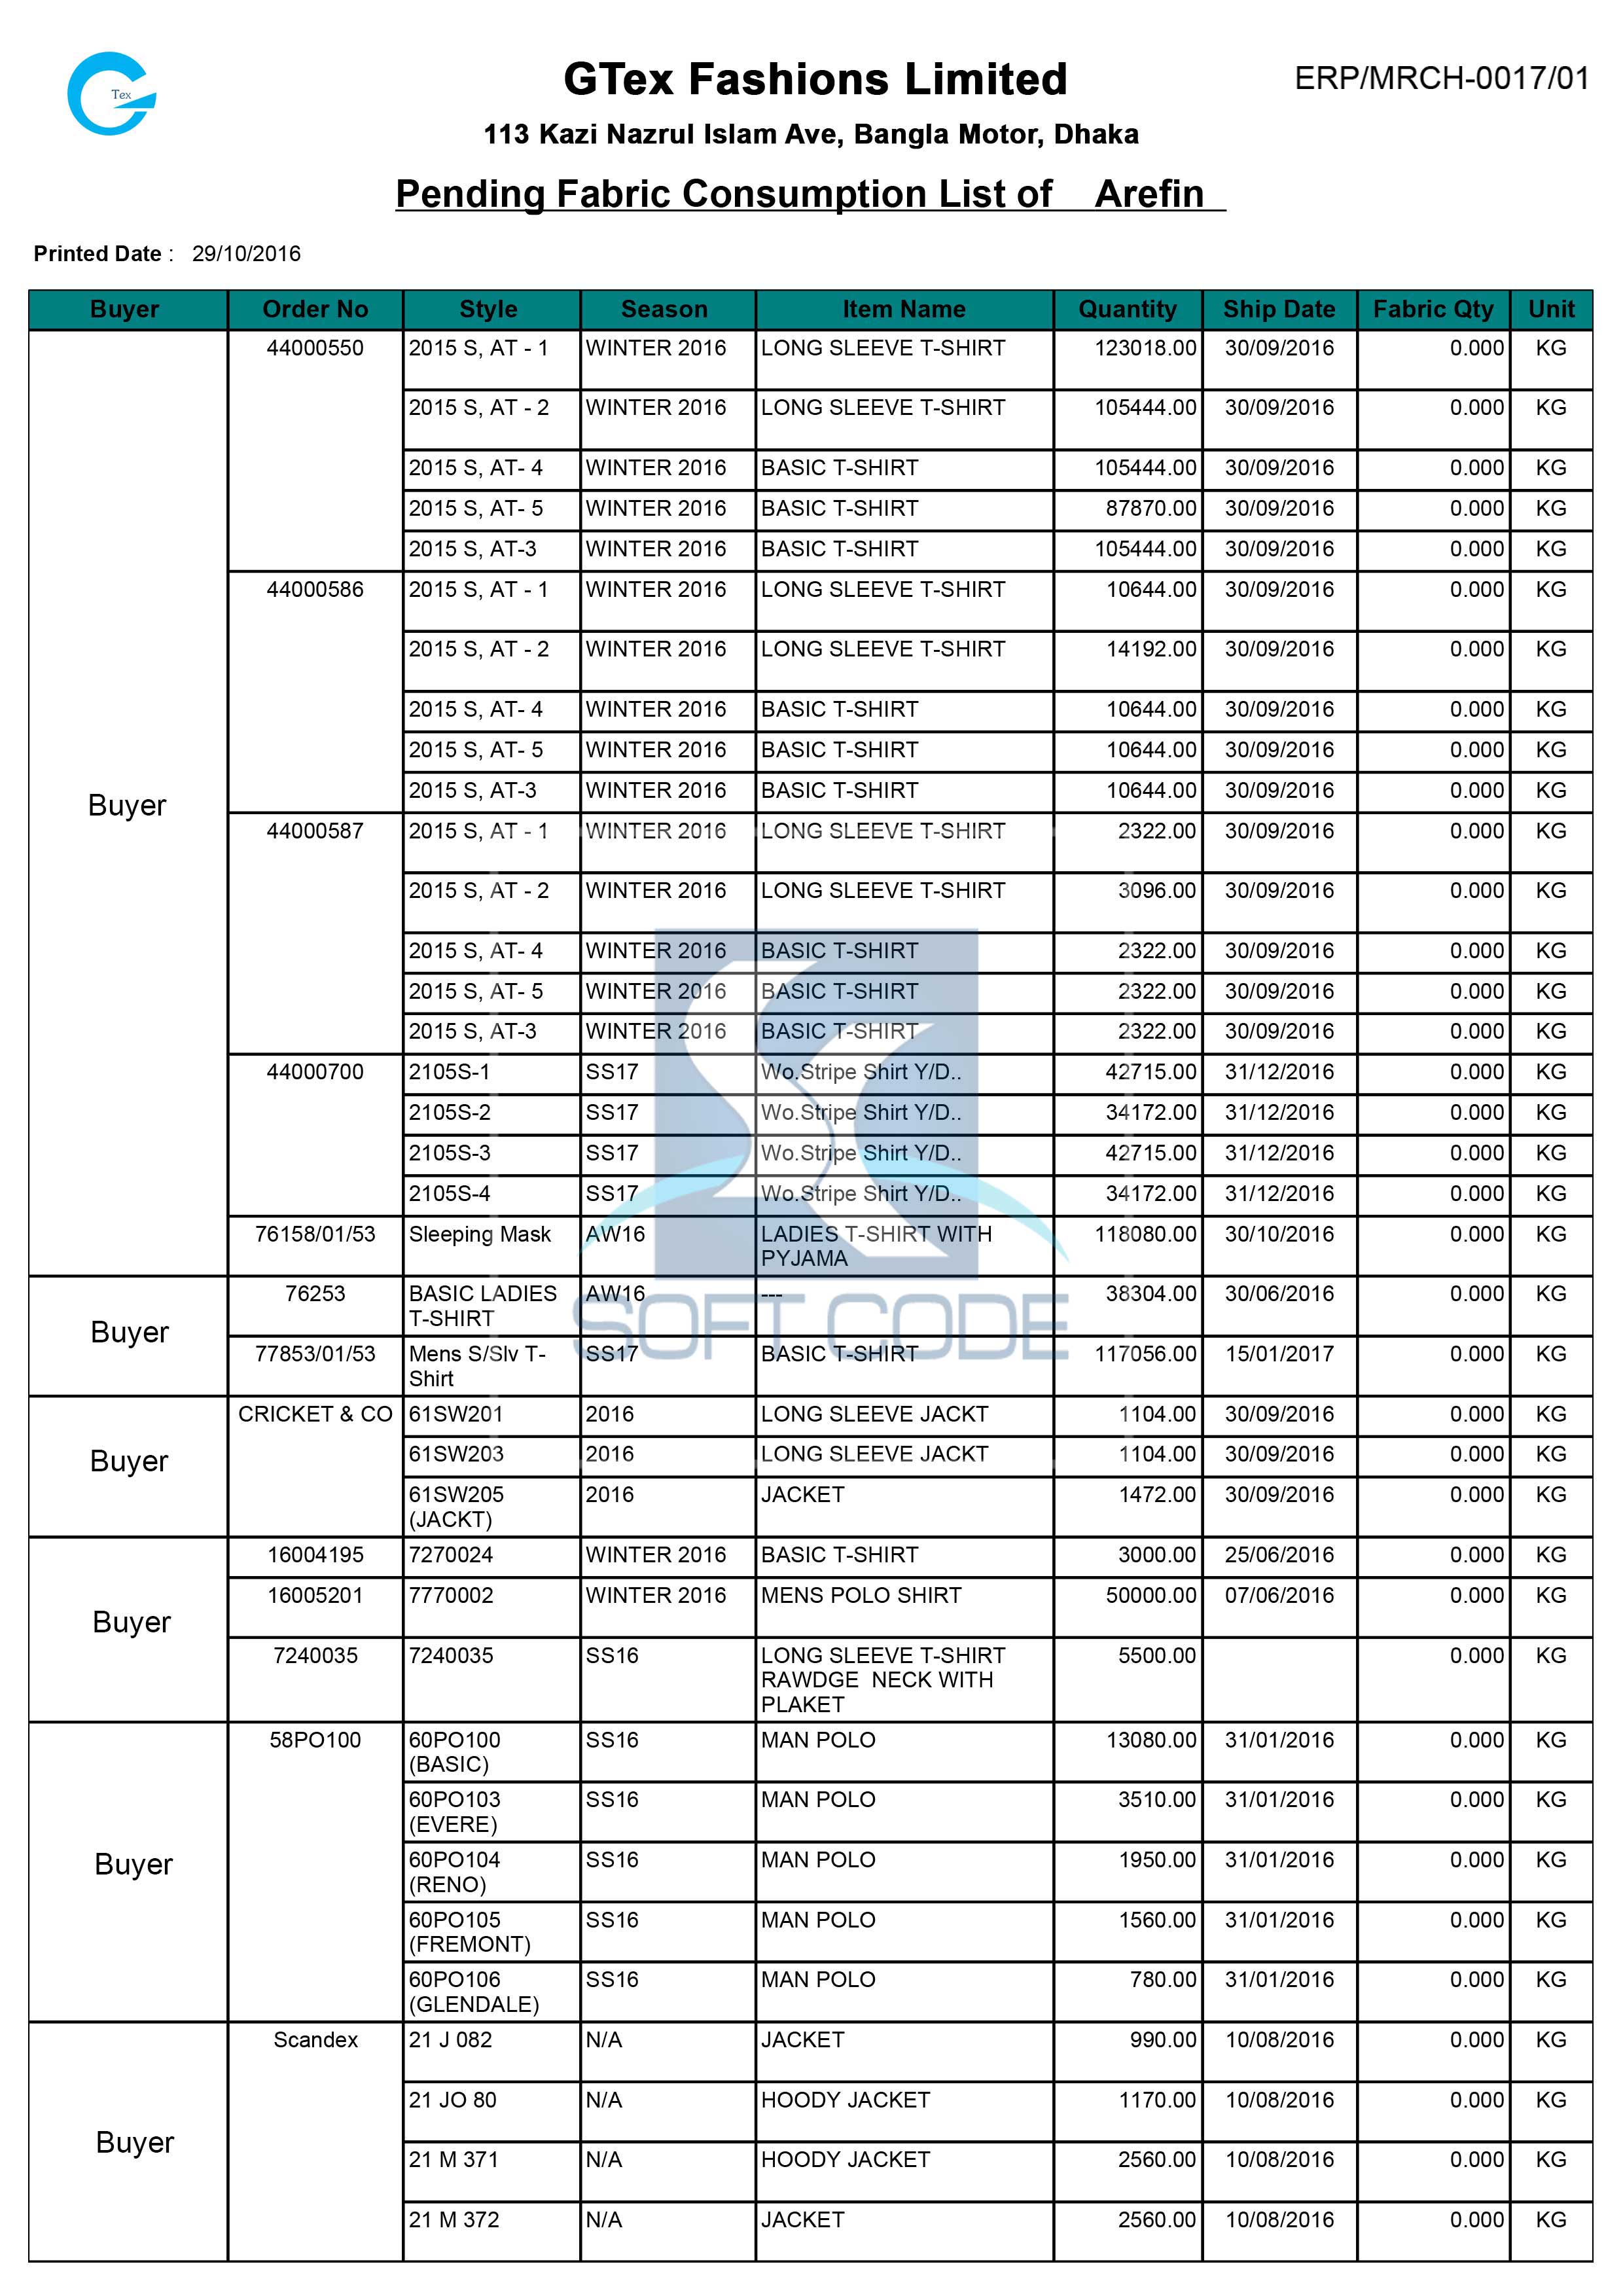 Tex
GTex Fashions Limited
ERP/MRCH-0017/01
113 Kazi Nazrul Islam Ave, Bangla Motor, Dhaka
Pending Fabric Consumption List of Arefin
Printed Date : 29/10/2016
Buyer Order No Style Season Item Name Quantity Ship Date Fabric Qty Unit
44000550 2015 S, AT - 1 WINTER 2016 LONG SLEEVE T-SHIRT 123018.00 30/09/2016 0.000 KG
2015 S, AT - 2 WINTER 2016 LONG SLEEVE T-SHIRT 105444.00 30/09/2016 0.000 KG
2015 S, AT- 4 WINTER 2016 BASIC T-SHIRT 105444.00 30/09/2016 0.000 KG
2015 S, AT- 5 WINTER 2016 BASIC T-SHIRT 87870.00 30/09/2016 0.000 KG
2015 S, AT-3 WINTER 2016 BASIC T-SHIRT 105444.00 30/09/2016 0.000 KG
44000586 2015 S, AT - 1 WINTER 2016 LONG SLEEVE T-SHIRT 10644.00 30/09/2016 0.000 KG
2015 S, AT - 2 WINTER 2016 LONG SLEEVE T-SHIRT 14192.00 30/09/2016 0.000 KG
2015 S, AT- 4 WINTER 2016 BASIC T-SHIRT 10644.00 30/09/2016 0.000 KG
2015 S, AT- 5 WINTER 2016 BASIC T-SHIRT 10644.00 30/09/2016 0.000 KG
2015 S, AT-3 WINTER 2016 BASIC T-SHIRT 10644.00 30/09/2016 0.000 KG
Buyer
44000587 2015 S, AT - 1 WINTER 2016 LONG SLEEVE T-SHIRT 2322.00 30/09/2016 0.000 KG
2015 S, AT - 2 WINTER 2016 LONG SLEEVE T-SHIRT 3096.00 30/09/2016 0.000 KG
2015 S, AT- 4 WINTER 2016 BASIC T-SHIRT 2322.00 30/09/2016 0.000 KG
2015 S, AT- 5 WINTER 2016 BASIC T-SHIRT 2322.00 30/09/2016 0.000 KG
2015 S, AT-3 WINTER 2016 BASIC T-SHIRT 2322.00 30/09/2016 0.000 KG
44000700 2105S-1 SS17 Wo.Stripe Shirt Y/D.. 42715.00 31/12/2016 0.000 KG
2105S-2 SS17 Wo.Stripe Shirt Y/D.. 34172.00 31/12/2016 0.000 KG
2105S-3 SS17 Wo.Stripe Shirt Y/D.. 42715.00 31/12/2016 0.000 KG
2105S-4 SS17 Wo.Stripe Shirt Y/D.. 34172.00 31/12/2016 0.000 KG
76158/01/53 Sleeping Mask AW16 LADIES T-SHIRT WITH 118080.00 30/10/2016 0.000 KG
PYJAMA
76253 BASIC LADIES AW16 --- 38304.00 30/06/2016 0.000 KG
T-SHIRT
Buyer
SOFT CODE
77853/01/53 Mens S/Slv T- SS17 BASIC T-SHIRT 117056.00 15/01/2017 0.000 KG
Shirt
CRICKET & CO 61SW201 2016 LONG SLEEVE JACKT 1104.00 30/09/2016 0.000 KG
Buyer 61SW203 2016 LONG SLEEVE JACKT 1104.00 30/09/2016 0.000 KG
61SW205 2016 JACKET 1472.00 30/09/2016 0.000 KG
(JACKT)
16004195 7270024 WINTER 2016 BASIC T-SHIRT 3000.00 25/06/2016 0.000 KG
16005201 7770002 WINTER 2016 MENS POLO SHIRT 50000.00 07/06/2016 0.000 KG
Buyer
7240035 7240035 SS16 LONG SLEEVE T-SHIRT 5500.00 0.000 KG
RAWDGE NECK WITH
PLAKET
58PO100 60PO100 SS16 MAN POLO 13080.00 31/01/2016 0.000 KG
(BASIC)
60PO103 SS16 MAN POLO 3510.00 31/01/2016 0.000 KG
(EVERE)
Buyer 60PO104 SS16 MAN POLO 1950.00 31/01/2016 0.000 KG
(RENO)
60PO105 SS16 MAN POLO 1560.00 31/01/2016 0.000 KG
(FREMONT)
60PO106 SS16 MAN POLO 780.00 31/01/2016 0.000 KG
(GLENDALE)
Scandex 21 J 082 N/A JACKET 990.00 10/08/2016 0.000 KG
21 JO 80 N/A HOODY JACKET 1170.00 10/08/2016 0.000 KG
Buyer
21 M 371 N/A HOODY JACKET 2560.00 10/08/2016 0.000 KG
21 M 372 N/A JACKET 2560.00 10/08/2016 0.000 KG